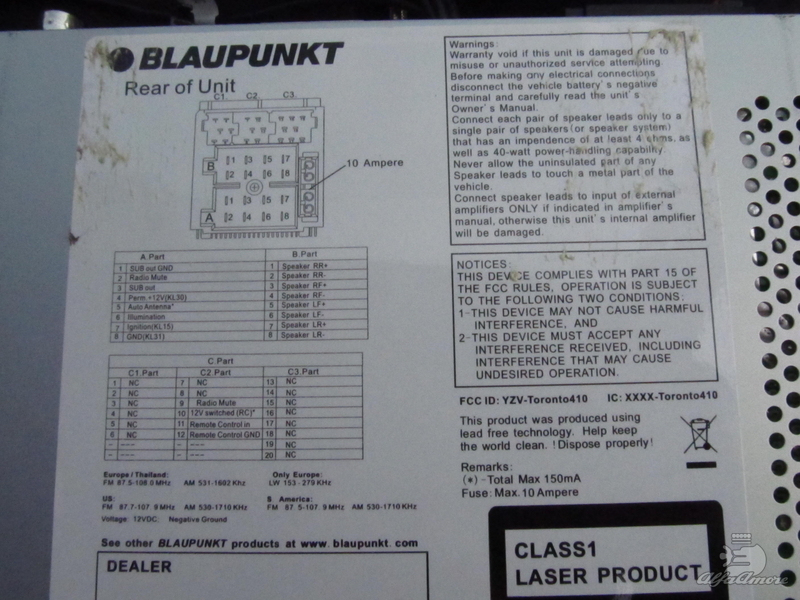 BLAUPUNKT
Rear of Unit
C1. C2. C3.
10 Ampere
B 1 3 5 7
2 4 6 8
1 3 5 7
A 2 4 6 8
A.Part B.Part
1 SUB out GND 1 Speaker RR+
2 Radio Mute 2 Speaker RR-
3 SUB out 3 Speaker RF+
4 Perm.+12V(KL30) 4 Speaker RF-
5 Auto Antenna* 5 Speaker LF+
6 Illumination 6 Speaker LF-
7 Ignition(KL15) 7 Speaker LR+
8 GND(KL31) 8 Speaker LR-
C.Part
C1.Part C2.Part C3.Part
1 NC 7 NC 13 NC
2 NC 8 NC 14 NC
3 NC 9 Radio Mute 15 NC
4 NC 10 12V switched (RC)* 16 NC
5 NC 11 Remote Control in 17 NC
6 NC 12 Remote Control GND 18 NC
- --- - --- 19 NC
- --- - --- 20 NC
Europe/Thailand: Only Europe:
FM 87.5-108.0 MHz AM 531-1602 Khz LW 153-279 KHz
US: S America:
FM 87.7-107.9 MHz AM 530-1710 KHz FM 87.5-107.9 MHz AM 530-1710 KHz
Voltage: 12VDC. Negative Ground
See other BLAUPUNKT products at www.blaupunkt.com
DEALER
Warnings:
Warranty void if this unit is damaged due to
misuse or unauthorized service attempting
Before making any electrical connections
disconnect the vehicle battery's negative
terminal and carefully read the unit's
Owner's Manual.
Connect each pair of speaker leads only to a
single pair of speakers(or speaker system)
that has an impendence of at least 4 ohms, as
well as 40-watt power-handling capability.
Never allow the uninsulated part of any
Speaker leads to touch a metal part of the
vehicle.
Connect speaker leads to input of external
amplifiers ONLY if indicated in amplifier's
manual, otherwise this unit's internal amplifier
will be damaged.
NOTICES:
THIS DEVICE COMPLIES WITH PART 15 OF
THE FCC RULES, OPERATION IS SUBJECT
TO THE FOLLOWING TWO CONDITIONS:
1-THIS DEVICE MAY NOT CAUSE HARMFUL
INTERFERENCE, AND
2-THIS DEVICE MUST ACCEPT ANY
INTERFERENCE RECEIVED, INCLUDING
INTERFERENCE THAT MAY CAUSE
UNDESIRED OPERATION.
FCC ID: YZV-Toronto410 IC: XXXX-Toronto410
This product was produced using
lead free technology. Help keep
the world clean. !Dispose properly!
Remarks:
(*)-Total Max 150mA
Fuse: Max.10 Ampere
CLASS1
LASER PRODUCT
AlfaAmore